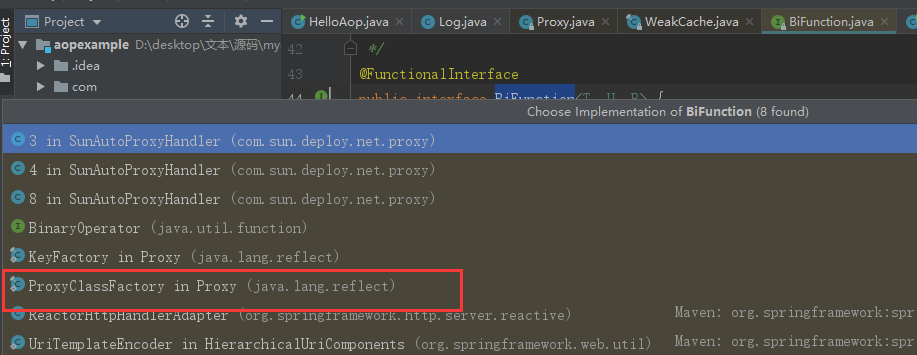 Project
HelloAop.java
Log.java
Proxy.java
WeakCache.java
BiFunction.java
1: Project
aopexample D:\desktop\文本\源码\my
.idea
com
42 */
43 @FunctionalInterface
44 public interface BiFunction<T, U, R> {
Choose Implementation of BiFunction (8 found)
3 in SunAutoProxyHandler (com.sun.deploy.net.proxy)
4 in SunAutoProxyHandler (com.sun.deploy.net.proxy)
8 in SunAutoProxyHandler (com.sun.deploy.net.proxy)
BinaryOperator (java.util.function)
KeyFactory in Proxy (java.lang.reflect)
ProxyClassFactory in Proxy (java.lang.reflect)
ReactorHttpHandlerAdapter (org.springframework.http.server.reactive) Maven: org.springframework:spr
UriTemplateEncoder in HierarchicalUriComponents (org.springframework.web.util) Maven: org.springframework:spr